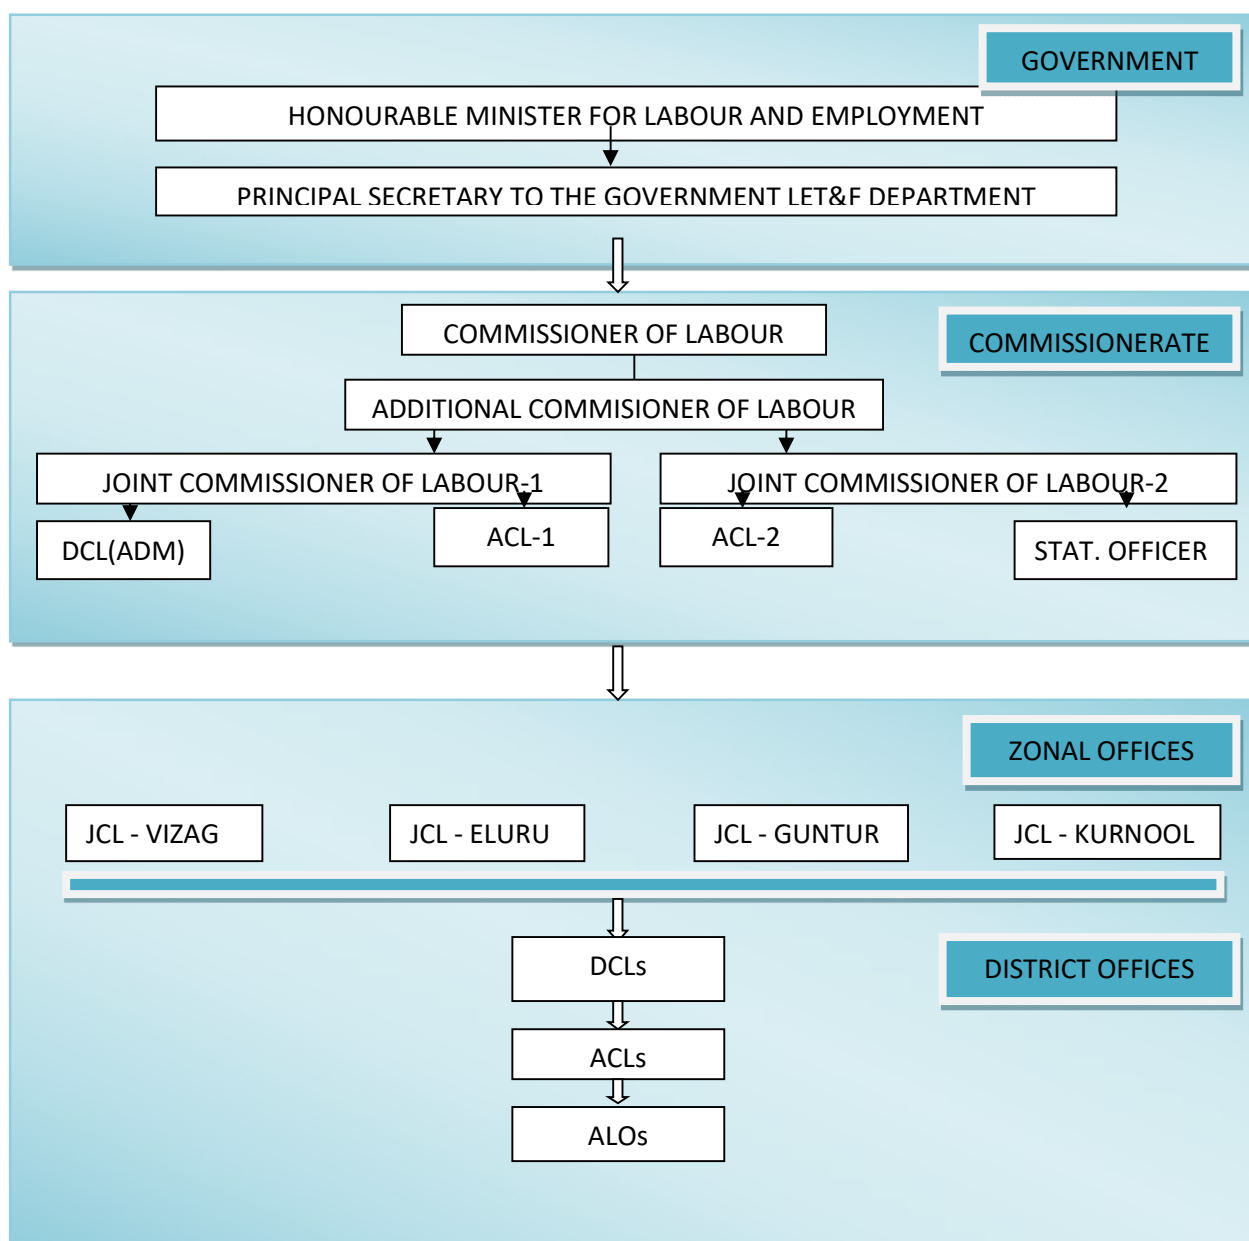 GOVERNMENT
HONOURABLE MINISTER FOR LABOUR AND EMPLOYMENT
PRINCIPAL SECRETARY TO THE GOVERNMENT LET&F DEPARTMENT
COMMISSIONER OF LABOUR
COMMISSIONERATE
ADDITIONAL COMMISIONER OF LABOUR
JOINT COMMISSIONER OF LABOUR-1
JOINT COMMISSIONER OF LABOUR-2
DCL(ADM)
ACL-1
ACL-2
STAT. OFFICER
ZONAL OFFICES
JCL - VIZAG
JCL - ELURU
JCL - GUNTUR
JCL - KURNOOL
DCLs
DISTRICT OFFICES
ACLs
ALOs